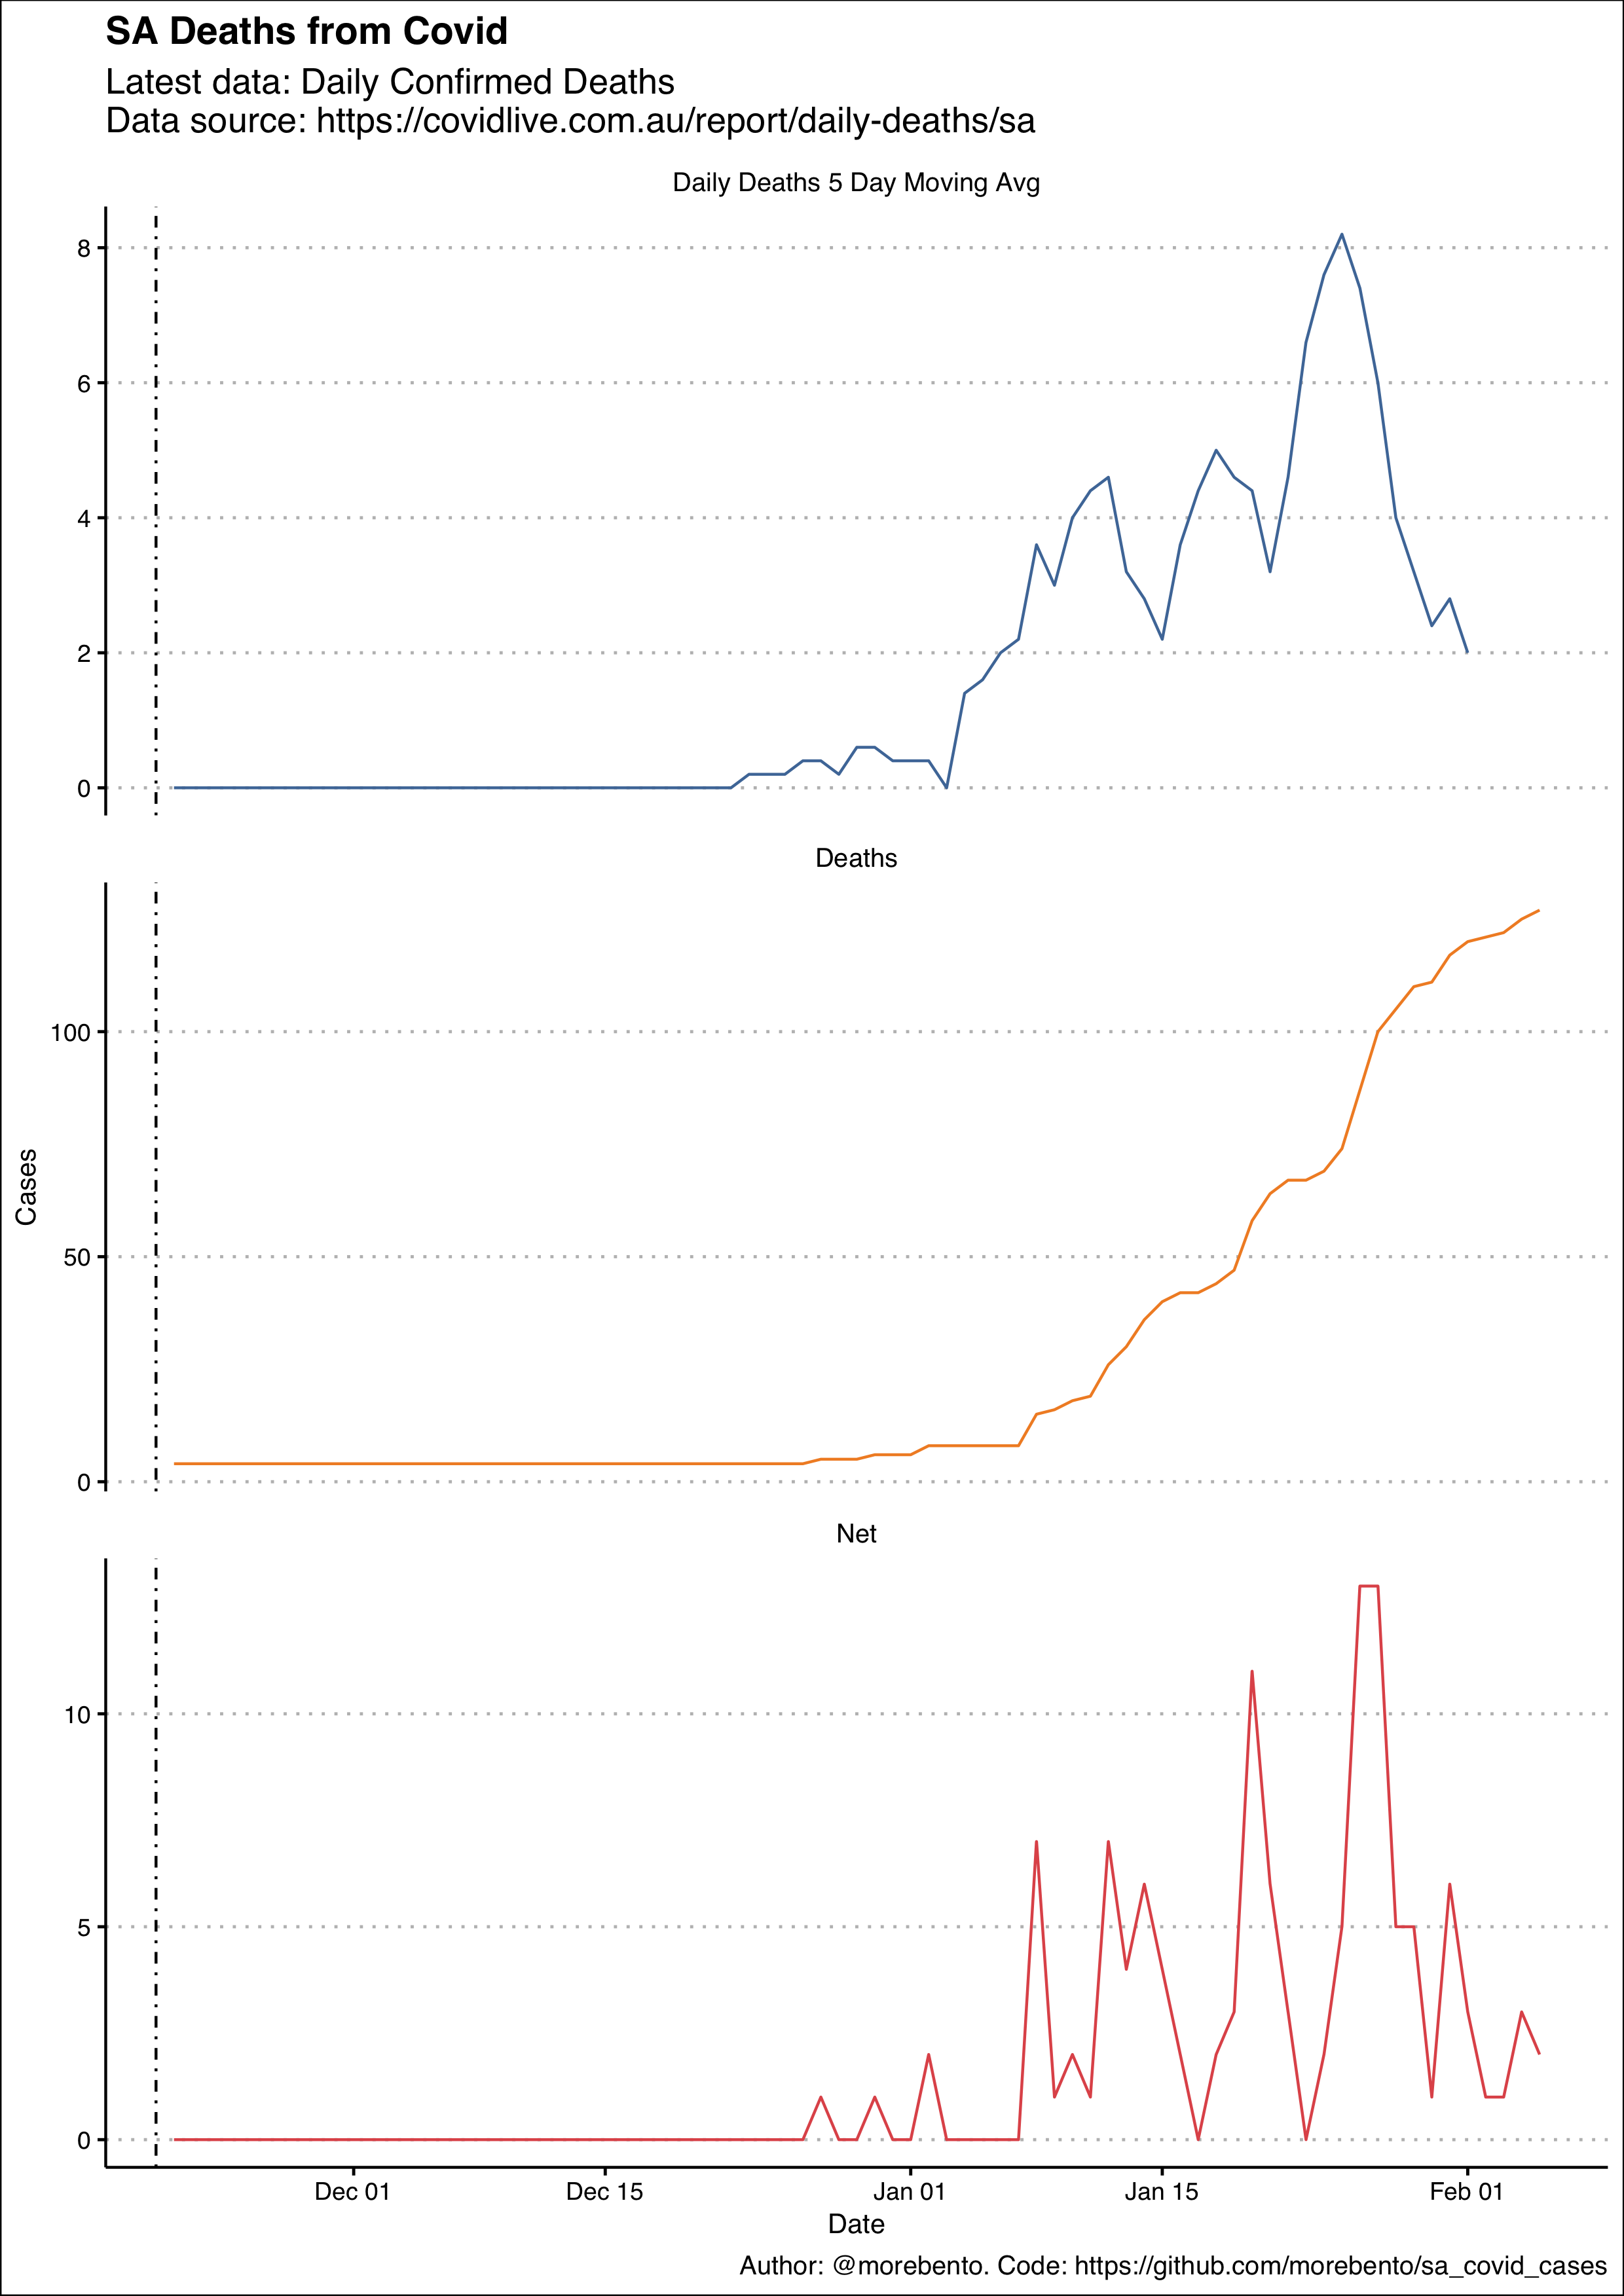 SA Deaths from Covid
Latest data: Daily Confirmed Deaths
Data source: https://covidlive.com.au/report/daily-deaths/sa
Daily Deaths 5 Day Moving Avg
8
6
4
2
0
Deaths
100
50
0
Cases
Net
10
5
0
Dec 01 Dec 15 Jan 01 Jan 15 Feb 01
Date
Author: @morebento. Code: https://github.com/morebento/sa_covid_cases